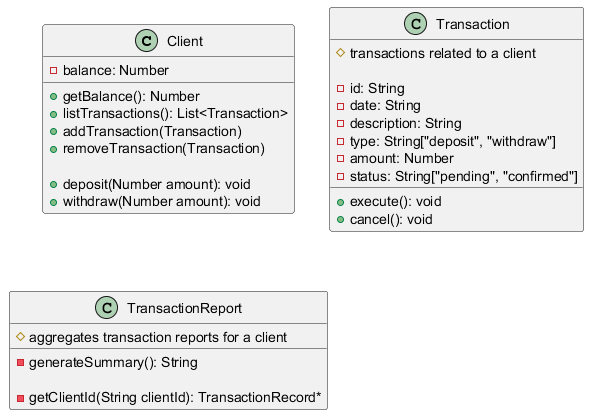 C Client
balance: Number
getBalance(): Number
listTransactions(): List<Transaction>
addTransaction(Transaction)
removeTransaction(Transaction)
deposit(Number amount): void
withdraw(Number amount): void
C Transaction
transactions related to a client
id: String
date: String
description: String
type: String["deposit", "withdraw"]
amount: Number
status: String["pending", "confirmed"]
execute(): void
cancel(): void
C TransactionReport
aggregates transaction reports for a client
generateSummary(): String
getClientId(String clientId): TransactionRecord*